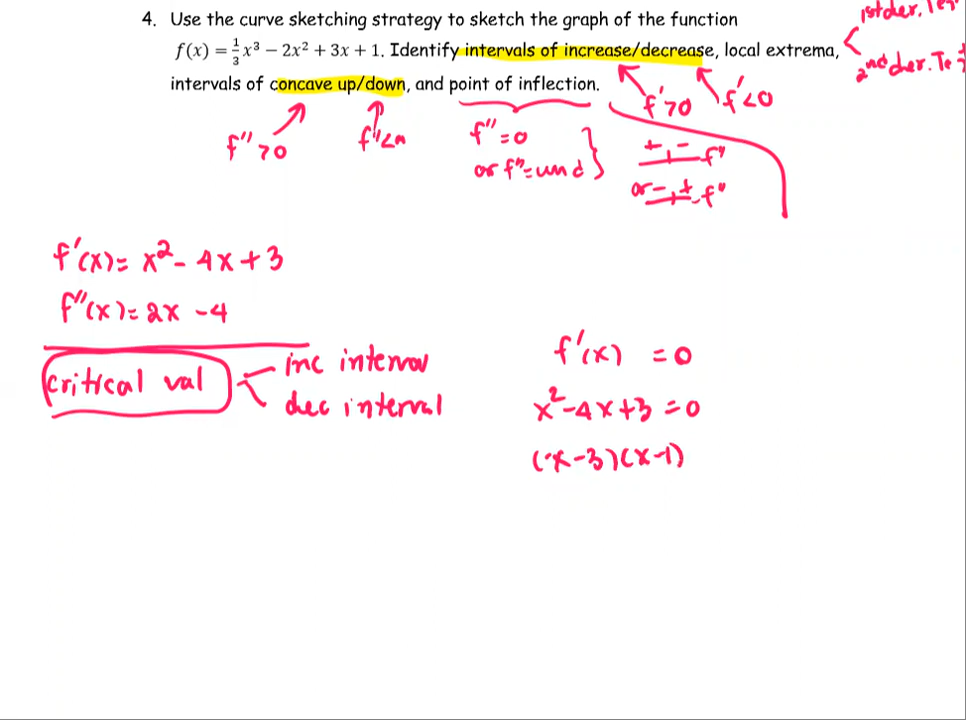 4. Use the curve sketching strategy to sketch the graph of the function
f(x) = 1/3 x³ − 2x² + 3x + 1. Identify intervals of increase/decrease, local extrema,
intervals of concave up/down, and point of inflection.
1st der.
2nd der. Te
f'>0 f'<0
f''>0
f''=0
or f''=und
+ - f''
or - + f''
f'(x)= x²- 4x+3
f''(x)= 2x -4
critical val
inc interval
dec interval
f'(x) =0
x²-4x+3=0
(x-3)(x-1)